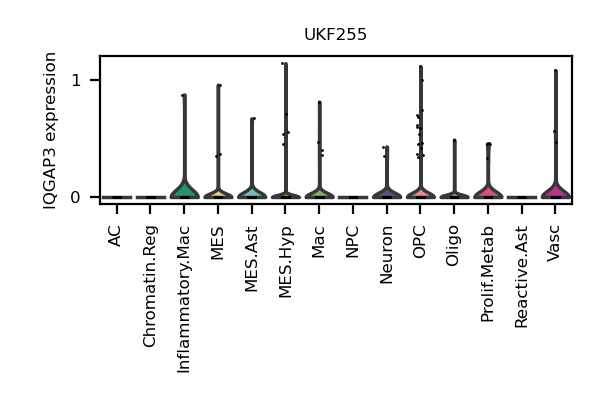 UKF255
IQGAP3 expression
1
0
AC
Chromatin.Reg
Inflammatory.Mac
MES
MES.Ast
MES.Hyp
Mac
NPC
Neuron
OPC
Oligo
Prolif.Metab
Reactive.Ast
Vasc